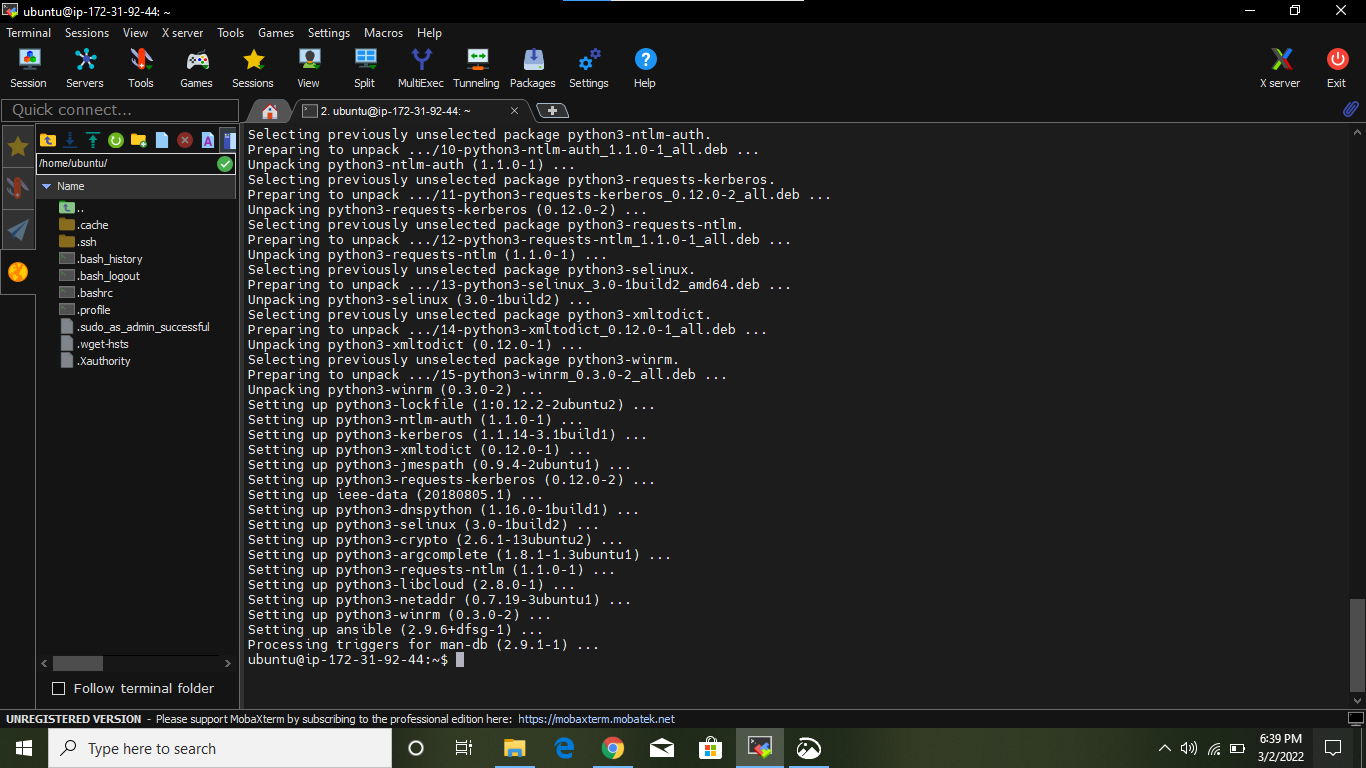 ubuntu@ip-172-31-92-44: ~
Terminal Sessions View X server Tools Games Settings Macros Help
Session Servers Tools Games Sessions View Split MultiExec Tunneling Packages Settings Help X server Exit
Quick connect...
2. ubuntu@ip-172-31-92-44: ~
/home/ubuntu/
Name
..
.cache
.ssh
.bash_history
.bash_logout
.bashrc
.profile
.sudo_as_admin_successful
.wget-hsts
.Xauthority
Follow terminal folder
Selecting previously unselected package python3-ntlm-auth.
Preparing to unpack .../10-python3-ntlm-auth_1.1.0-1_all.deb ...
Unpacking python3-ntlm-auth (1.1.0-1) ...
Selecting previously unselected package python3-requests-kerberos.
Preparing to unpack .../11-python3-requests-kerberos_0.12.0-2_all.deb ...
Unpacking python3-requests-kerberos (0.12.0-2) ...
Selecting previously unselected package python3-requests-ntlm.
Preparing to unpack .../12-python3-requests-ntlm_1.1.0-1_all.deb ...
Unpacking python3-requests-ntlm (1.1.0-1) ...
Selecting previously unselected package python3-selinux.
Preparing to unpack .../13-python3-selinux_3.0-1build2_amd64.deb ...
Unpacking python3-selinux (3.0-1build2) ...
Selecting previously unselected package python3-xmltodict.
Preparing to unpack .../14-python3-xmltodict_0.12.0-1_all.deb ...
Unpacking python3-xmltodict (0.12.0-1) ...
Selecting previously unselected package python3-winrm.
Preparing to unpack .../15-python3-winrm_0.3.0-2_all.deb ...
Unpacking python3-winrm (0.3.0-2) ...
Setting up python3-lockfile (1:0.12.2-2ubuntu2) ...
Setting up python3-ntlm-auth (1.1.0-1) ...
Setting up python3-kerberos (1.1.14-3.1build1) ...
Setting up python3-xmltodict (0.12.0-1) ...
Setting up python3-jmespath (0.9.4-2ubuntu1) ...
Setting up python3-requests-kerberos (0.12.0-2) ...
Setting up ieee-data (20180805.1) ...
Setting up python3-dnspython (1.16.0-1build1) ...
Setting up python3-selinux (3.0-1build2) ...
Setting up python3-crypto (2.6.1-13ubuntu2) ...
Setting up python3-argcomplete (1.8.1-1.3ubuntu1) ...
Setting up python3-requests-ntlm (1.1.0-1) ...
Setting up python3-libcloud (2.8.0-1) ...
Setting up python3-netaddr (0.7.19-3ubuntu1) ...
Setting up python3-winrm (0.3.0-2) ...
Setting up ansible (2.9.6+dfsg-1) ...
Processing triggers for man-db (2.9.1-1) ...
ubuntu@ip-172-31-92-44:~$
UNREGISTERED VERSION - Please support MobaXterm by subscribing to the professional edition here: https://mobaxterm.mobatek.net
Type here to search
6:39 PM
3/2/2022